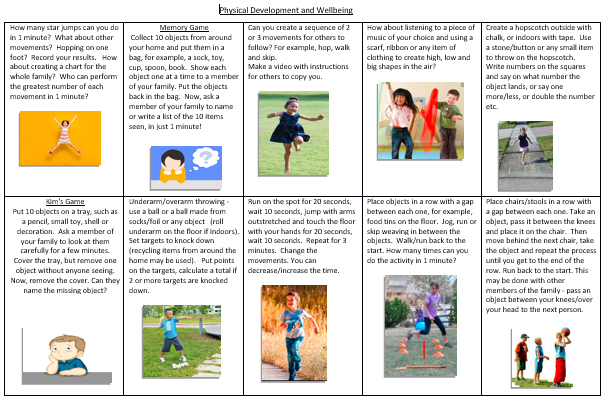 Physical Development and Wellbeing
How many star jumps can you do
in 1 minute? What about other
movements? Hopping on one
foot? Record your results. How
about creating a chart for the
whole family? Who can perform
the greatest number of each
movement in 1 minute?
Memory Game
Collect 10 objects from around
your home and put them in a
bag, for example, a sock, toy,
cup, spoon, book. Show each
object one at a time to a member
of your family. Put the objects
back in the bag. Now, ask a
member of your family to name
or write a list of the 10 items
seen, in just 1 minute!
Can you create a sequence of 2
or 3 movements for others to
follow? For example, hop, walk
and skip.
Make a video with instructions
for others to copy you.
How about listening to a piece of
music of your choice and using a
scarf, ribbon or any item of
clothing to create high, low and
big shapes in the air?
Create a hopscotch outside with
chalk, or indoors with tape. Use
a stone/button or any small item
to throw on the hopscotch.
Write numbers on the squares
and say on what number the
object lands, or say one
more/less, or double the number
etc.
Kim's Game
Put 10 objects on a tray, such as
a pencil, small toy, shell or
decoration. Ask a member of
your family to look at them
carefully for a few minutes.
Cover the tray, but remove one
object without anyone seeing.
Now, remove the cover. Can they
name the missing object?
Underarm/overarm throwing -
use a ball or a ball made from
socks/foil or any object (roll
underarm on the floor if indoors).
Set targets to knock down
(recycling items from around the
home may be used). Put points
on the targets, calculate a total if
2 or more targets are knocked
down.
Run on the spot for 20 seconds,
wait 10 seconds, jump with arms
outstretched and touch the floor
with your hands for 20 seconds,
wait 10 seconds. Repeat for 3
minutes. Change the
movements. You can
decrease/increase the time.
Place objects in a row with a gap
between each one, for example,
food tins on the floor. Jog, run or
skip weaving in between the
objects. Walk/run back to the
start. How many times can you
do the activity in 1 minute?
Place chairs/stools in a row with
a gap between each one. Take an
object, pass it between the knees
and place it on the chair. Then
move behind the next chair, take
the object and repeat the process
until you get to the end of the
row. Run back to the start. This
may be done with other
members of the family - pass an
object between your knees/over
your head to the next person.